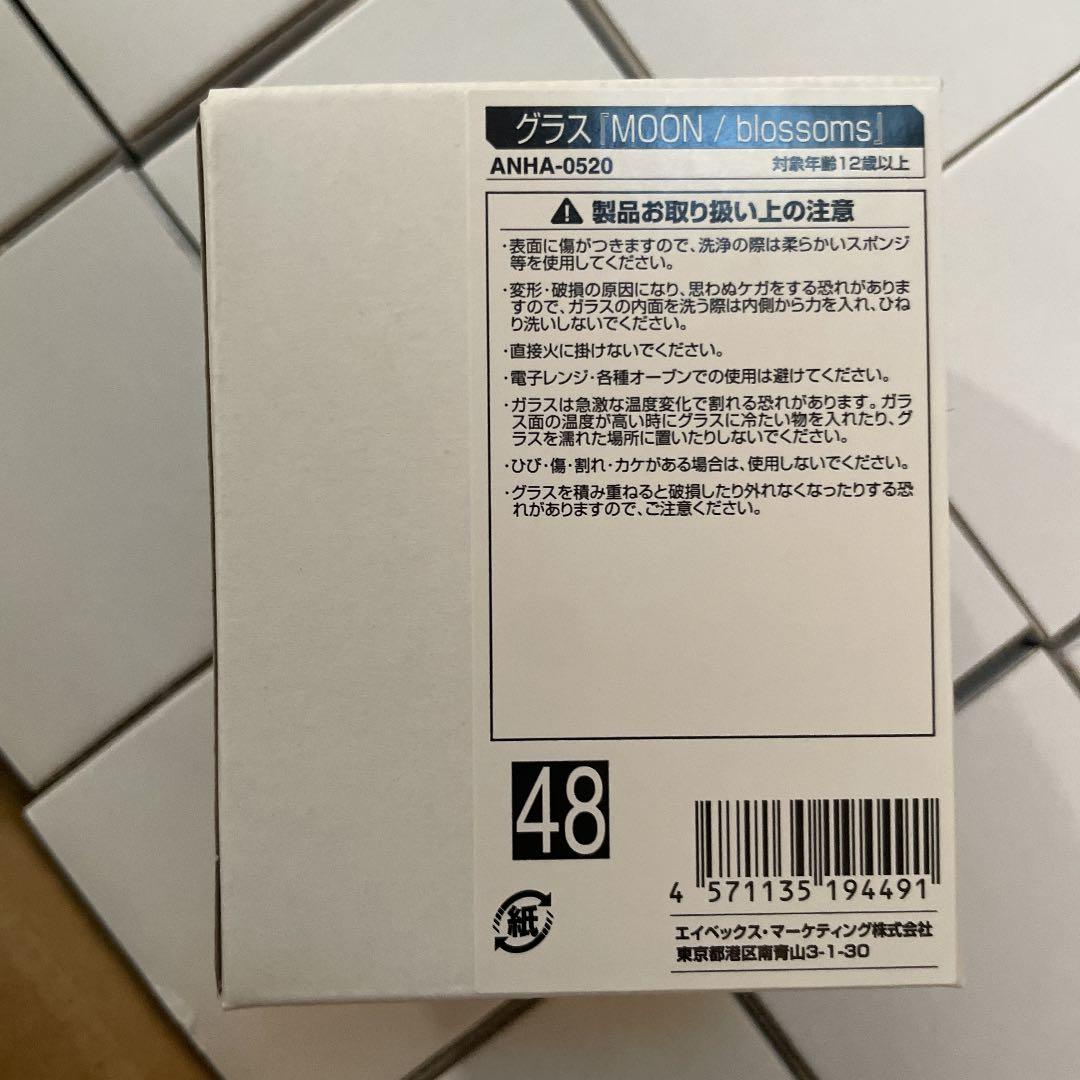 グラス『MOON / blossoms』
ANHA-0520 対象年齢12歳以上
製品お取り扱い上の注意
・表面に傷がつきますので、洗浄の際は柔らかいスポンジ
等を使用してください。
・変形・破損の原因になり、思わぬケガをする恐れがありま
すので、ガラスの内面を洗う際は内側から力を入れ、ひね
り洗いしないでください。
・直接火に掛けないでください。
・電子レンジ・各種オーブンでの使用は避けてください。
・ガラスは急激な温度変化で割れる恐れがあります。ガラ
ス面の温度が高い時にグラスに冷たい物を入れたり、グ
ラスを濡れた場所に置いたりしないでください。
・ひび・傷・割れ・カケがある場合は、使用しないでください。
・グラスを積み重ねると破損したり外れなくなったりする恐
れがありますので、ご注意ください。
48
4 571135 194491
紙
エイベックス・マーケティング株式会社
東京都港区南青山3-1-30